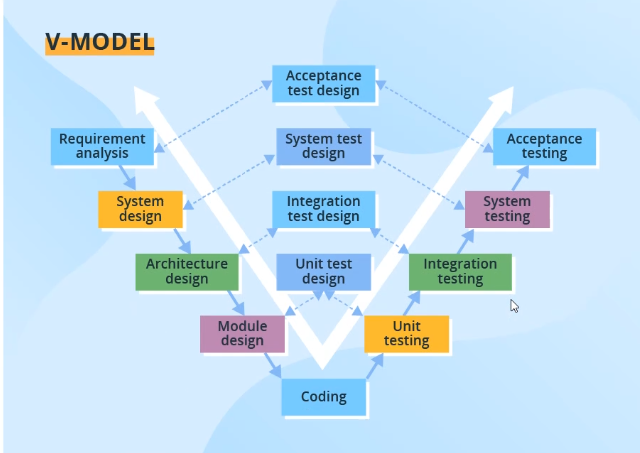 V-MODEL
Acceptance
test design
Requirement
analysis
System test
design
Acceptance
testing
System
design
Integration
test design
System
testing
Architecture
design
Unit test
design
Integration
testing
Module
design
Unit
testing
Coding